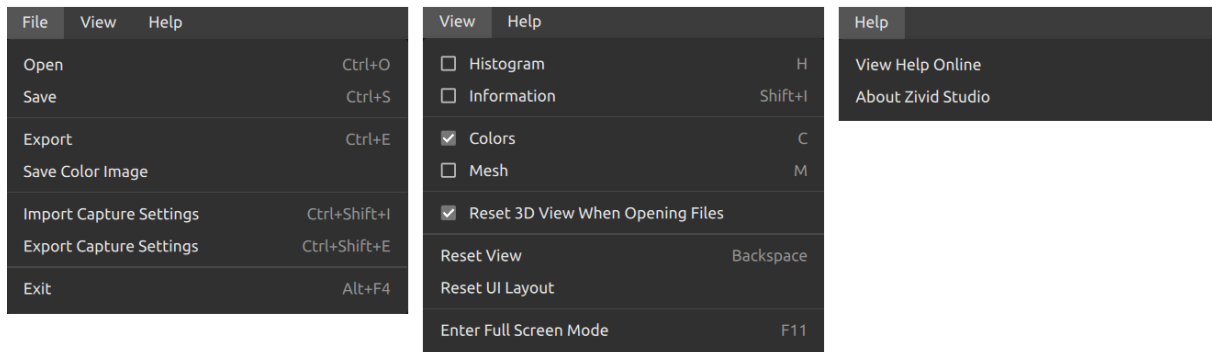 File View Help
Open Ctrl+O
Save Ctrl+S
Export Ctrl+E
Save Color Image
Import Capture Settings Ctrl+Shift+I
Export Capture Settings Ctrl+Shift+E
Exit Alt+F4
View Help
Histogram H
Information Shift+I
Colors C
Mesh M
Reset 3D View When Opening Files
Reset View Backspace
Reset UI Layout
Enter Full Screen Mode F11
Help
View Help Online
About Zivid Studio